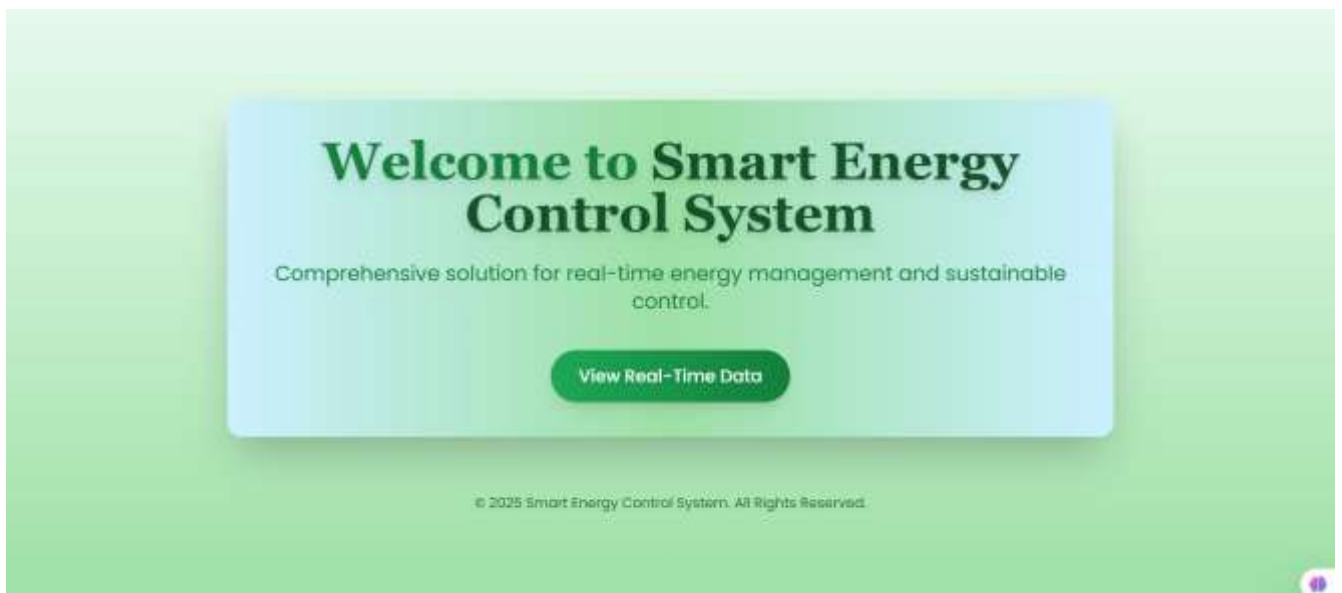 Welcome to Smart Energy
Control System
Comprehensive solution for real-time energy management and sustainable
control.
View Real-Time Data
© 2025 Smart Energy Control System. All Rights Reserved.